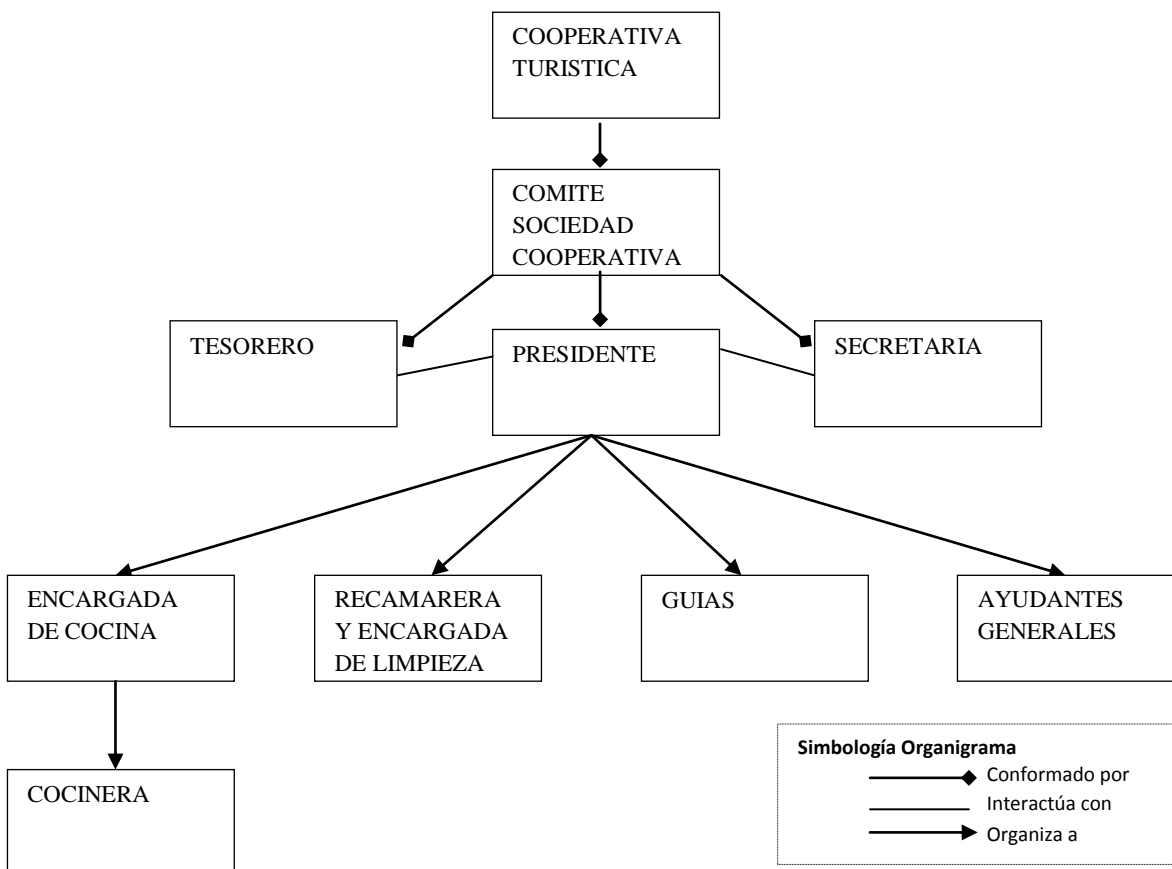 COOPERATIVA
TURISTICA
COMITE
SOCIEDAD
COOPERATIVA
TESORERO
PRESIDENTE
SECRETARIA
ENCARGADA
DE COCINA
RECAMARERA
Y ENCARGADA
DE LIMPIEZA
GUIAS
AYUDANTES
GENERALES
COCINERA
Simbología Organigrama
Conformado por
Interactúa con
Organiza a